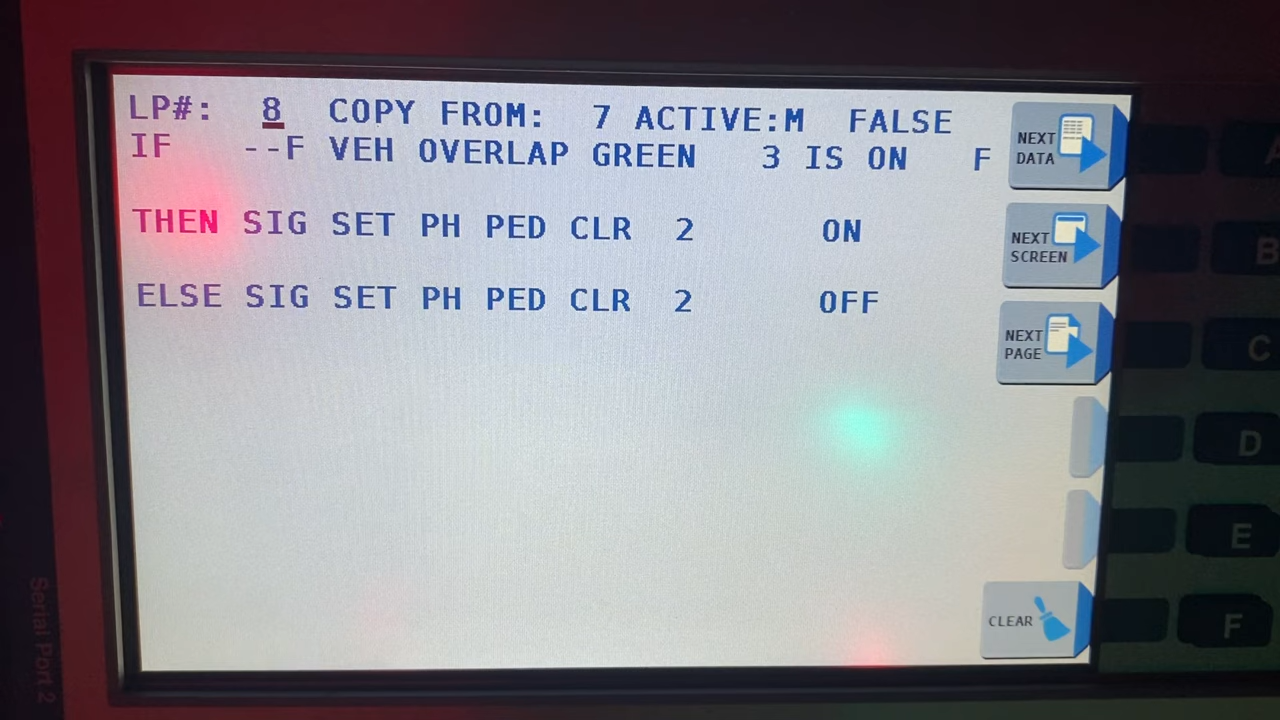 LP#: 8 COPY FROM: 7 ACTIVE:M FALSE
IF --F VEH OVERLAP GREEN 3 IS ON F
THEN SIG SET PH PED CLR 2 ON
ELSE SIG SET PH PED CLR 2 OFF
NEXT
DATA
NEXT
SCREEN
NEXT
PAGE
CLEAR
A
B
C
D
E
F
Serial Port 2